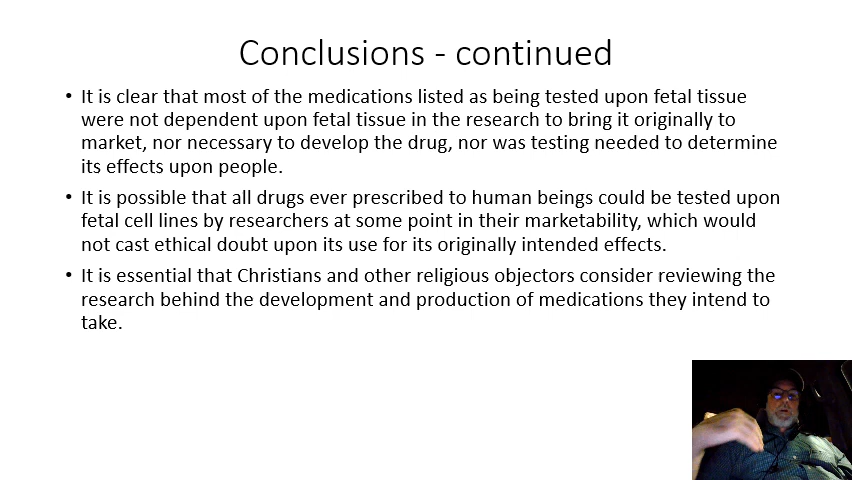 Conclusions - continued
• It is clear that most of the medications listed as being tested upon fetal tissue
were not dependent upon fetal tissue in the research to bring it originally to
market, nor necessary to develop the drug, nor was testing needed to determine
its effects upon people.
• It is possible that all drugs ever prescribed to human beings could be tested upon
fetal cell lines by researchers at some point in their marketability, which would
not cast ethical doubt upon its use for its originally intended effects.
• It is essential that Christians and other religious objectors consider reviewing the
research behind the development and production of medications they intend to
take.